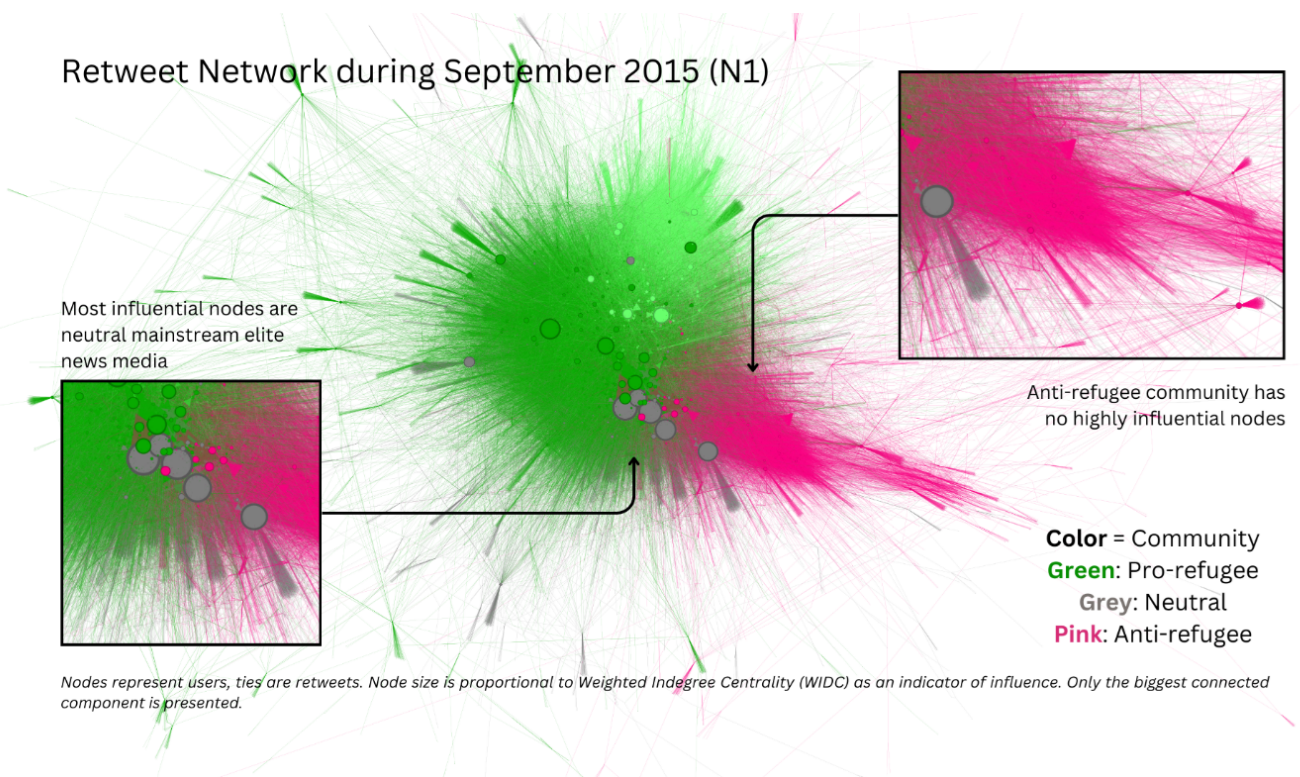 Retweet Network during September 2015 (N1)
Most influential nodes are
neutral mainstream elite
news media
Anti-refugee community has
no highly influential nodes
Color = Community
Green: Pro-refugee
Grey: Neutral
Pink: Anti-refugee
Nodes represent users, ties are retweets. Node size is proportional to Weighted Indegree Centrality (WIDC) as an indicator of influence. Only the biggest connected
component is presented.